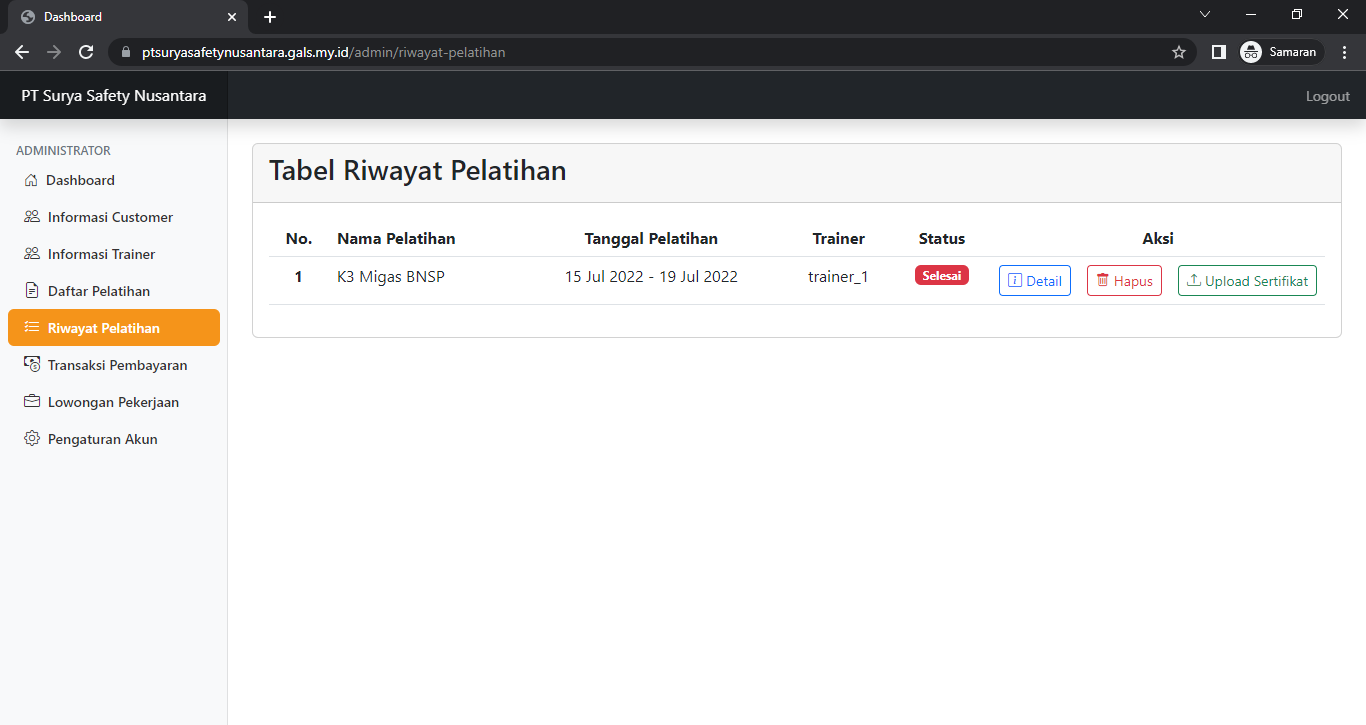 Dashboard
ptsuryasafetynusantara.gals.my.id/admin/riwayat-pelatihan
Samaran
PT Surya Safety Nusantara
Logout
ADMINISTRATOR
Dashboard
Informasi Customer
Informasi Trainer
Daftar Pelatihan
Riwayat Pelatihan
Transaksi Pembayaran
Lowongan Pekerjaan
Pengaturan Akun
Tabel Riwayat Pelatihan
No. Nama Pelatihan Tanggal Pelatihan Trainer Status Aksi
1 K3 Migas BNSP 15 Jul 2022 - 19 Jul 2022 trainer_1 Selesai Detail Hapus Upload Sertifikat